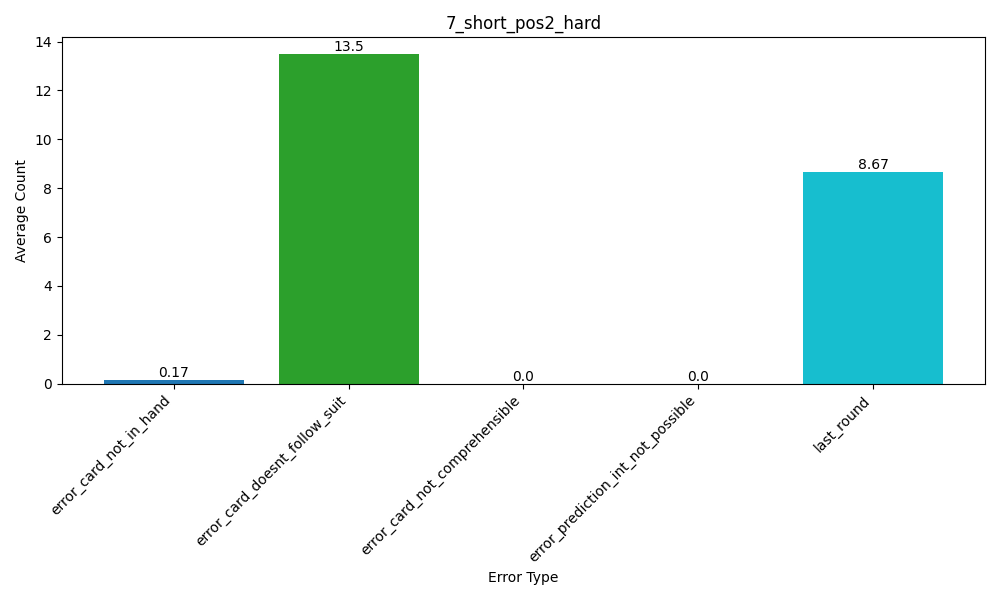 7_short_pos2_hard
Average Count
14
12
10
8
6
4
2
0
0.17
13.5
0.0
0.0
8.67
error_card_not_in_hand
error_card_doesnt_follow_suit
error_card_not_comprehensible
error_prediction_int_not_possible
last_round
Error Type